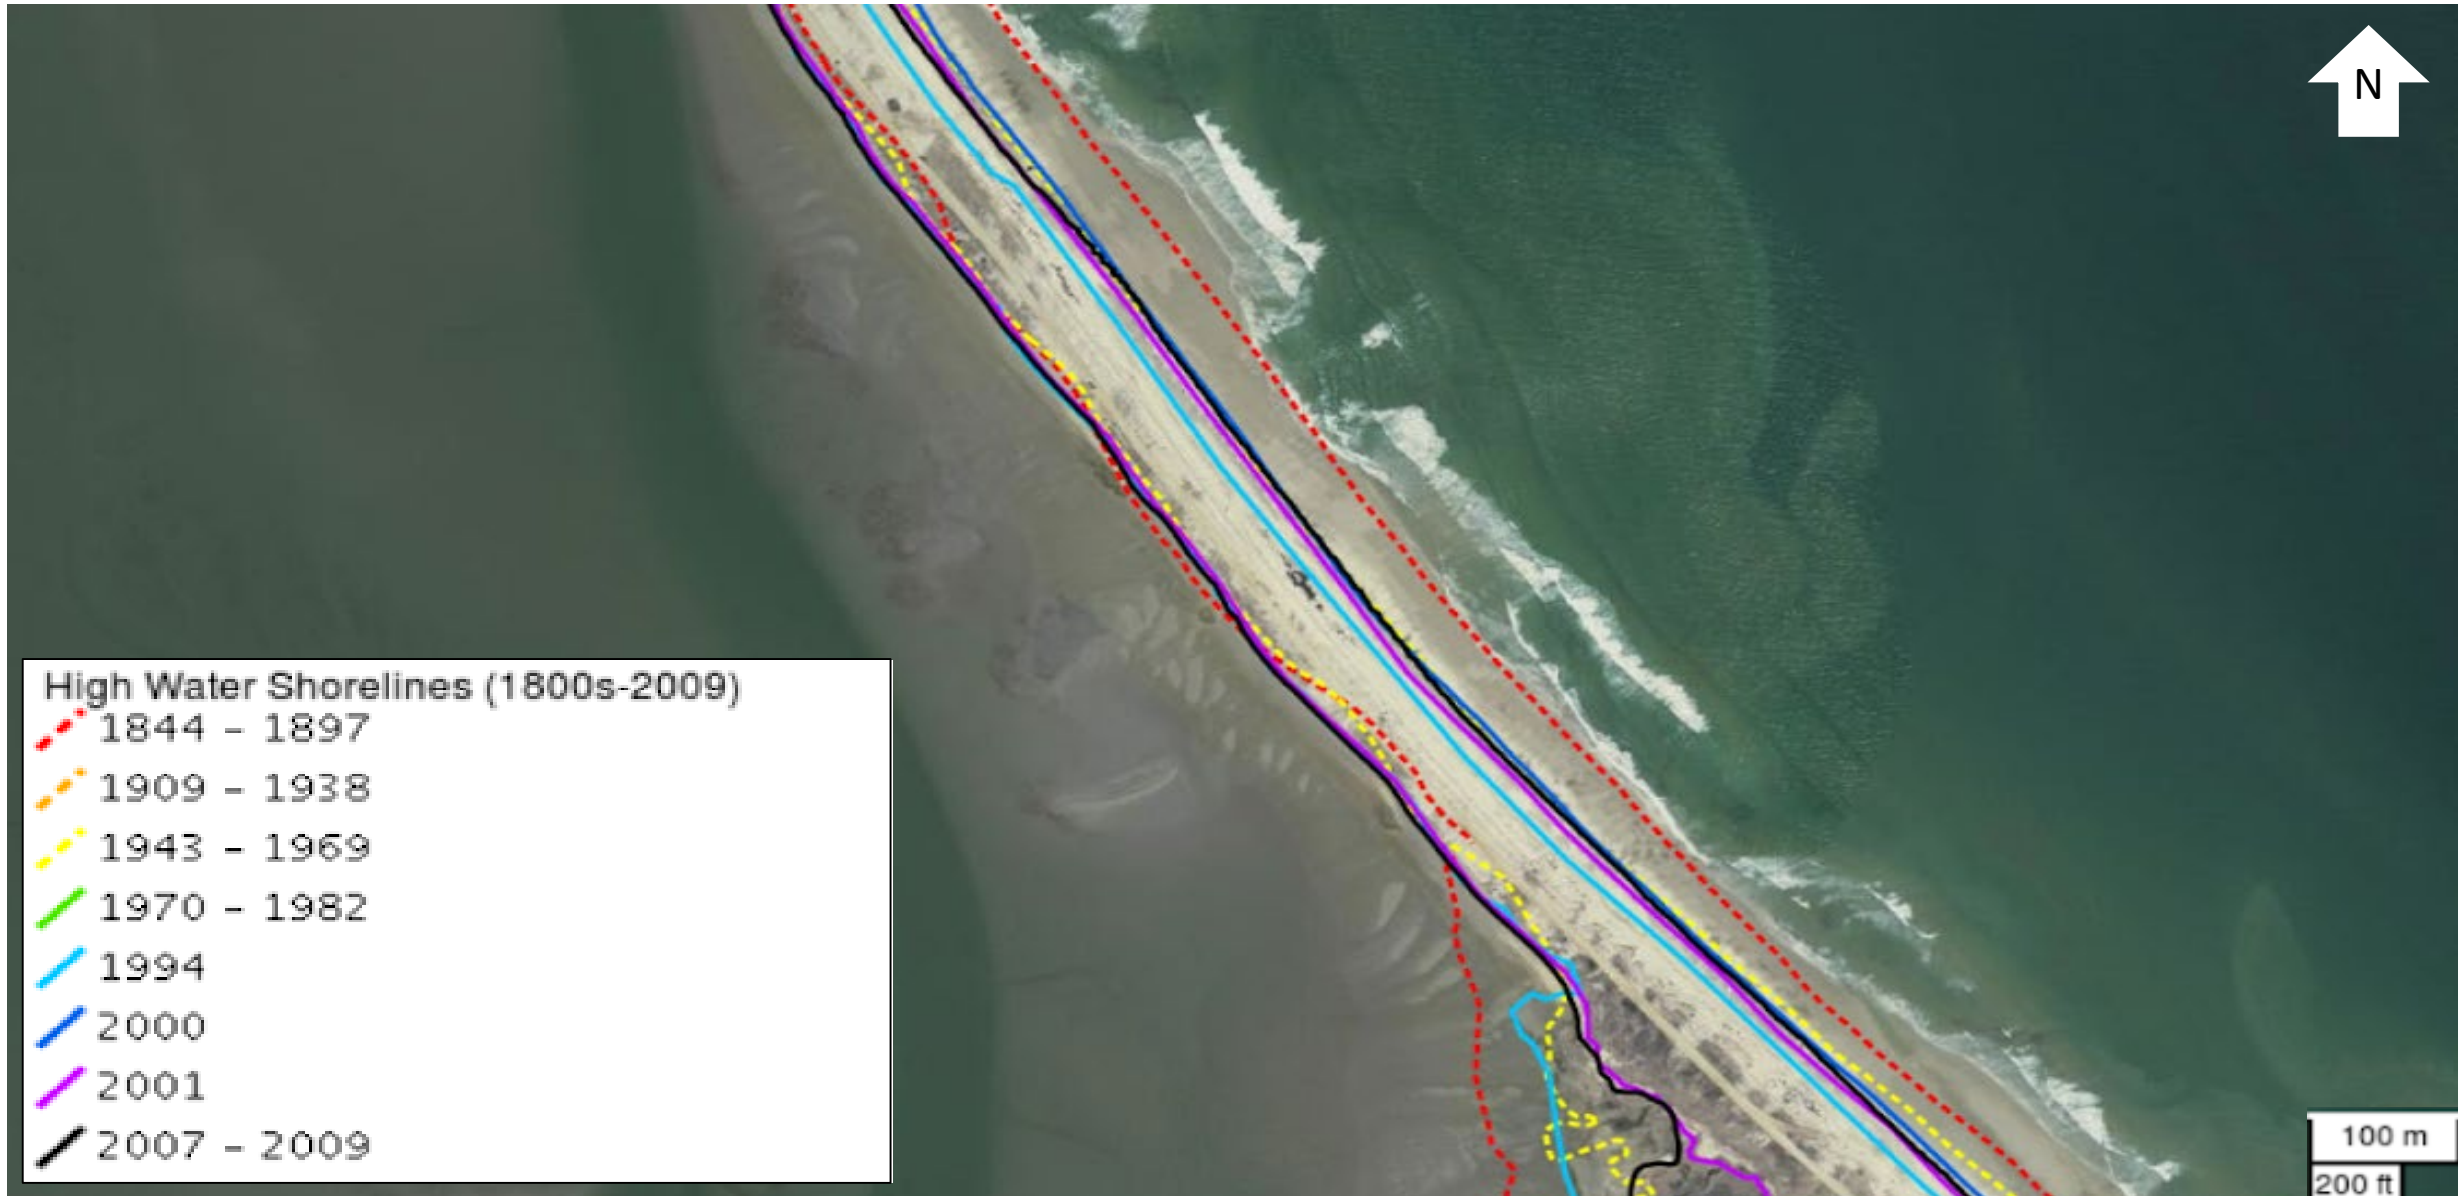 N
High Water Shorelines (1800s-2009)
1844 – 1897
1909 – 1938
1943 – 1969
1970 – 1982
1994
2000
2001
2007 – 2009
100 m
200 ft